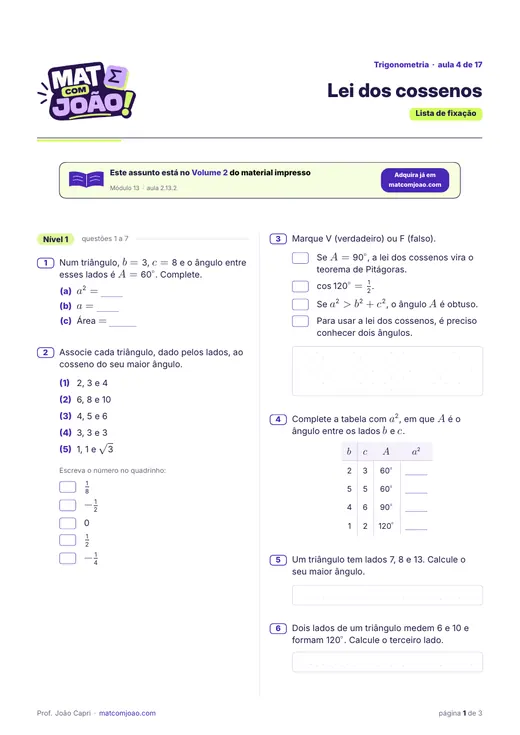 MAT Σ
COM
JOÃO!
Trigonometria · aula 4 de 17
Lei dos cossenos
Lista de fixação
Este assunto está no Volume 2 do material impresso
Módulo 13 · aula 2.13.2
Adquira já em
matcomjoao.com
Nível 1 questões 1 a 7
1 Num triângulo, b = 3, c = 8 e o ângulo entre
esses lados é A = 60°. Complete.
(a) a² = ____
(b) a = ____
(c) Área = ____
2 Associe cada triângulo, dado pelos lados, ao
cosseno do seu maior ângulo.
(1) 2, 3 e 4
(2) 6, 8 e 10
(3) 4, 5 e 6
(4) 3, 3 e 3
(5) 1, 1 e √3
Escreva o número no quadrinho:
1/8
−1/2
0
1/2
−1/4
3 Marque V (verdadeiro) ou F (falso).
Se A = 90°, a lei dos cossenos vira o
teorema de Pitágoras.
cos 120° = 1/2.
Se a² > b² + c², o ângulo A é obtuso.
Para usar a lei dos cossenos, é preciso
conhecer dois ângulos.
4 Complete a tabela com a², em que A é o
ângulo entre os lados b e c.
b c A a²
2 3 60° ____
5 5 60° ____
4 6 90° ____
1 2 120° ____
5 Um triângulo tem lados 7, 8 e 13. Calcule o
seu maior ângulo.
6 Dois lados de um triângulo medem 6 e 10 e
formam 120°. Calcule o terceiro lado.
Prof. João Capri · matcomjoao.com
página 1 de 3